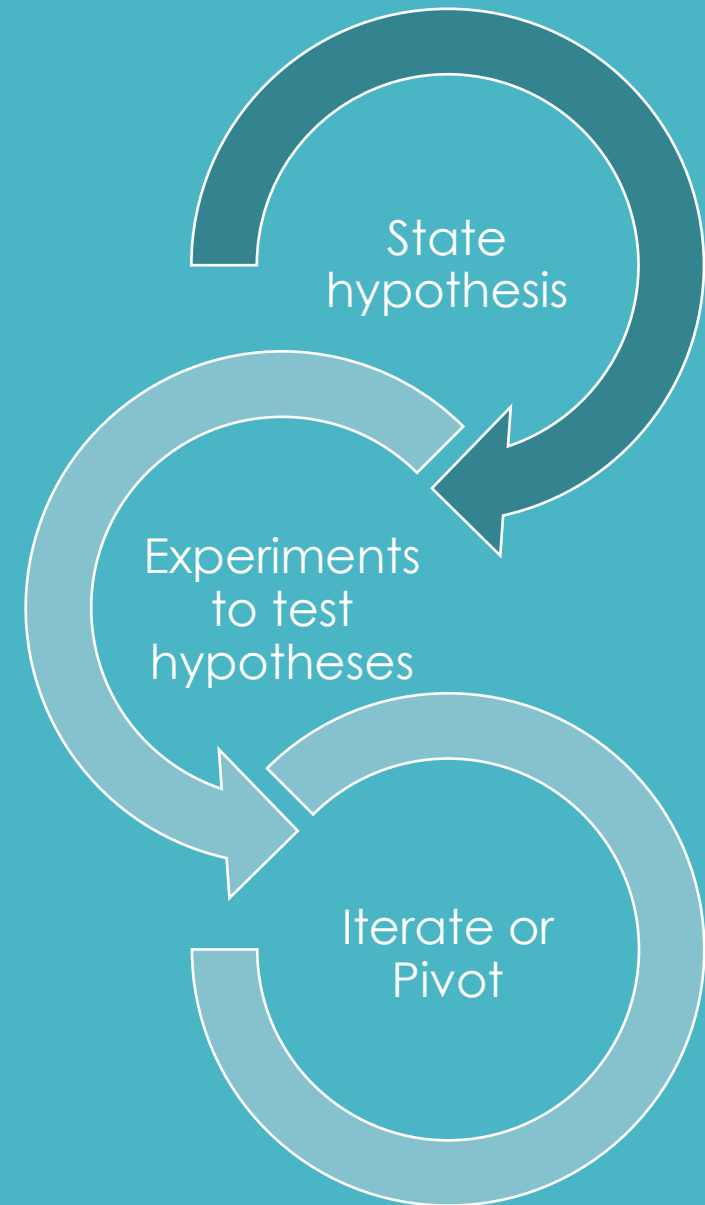 State
hypothesis
Experiments
to test
hypotheses
Iterate or
Pivot